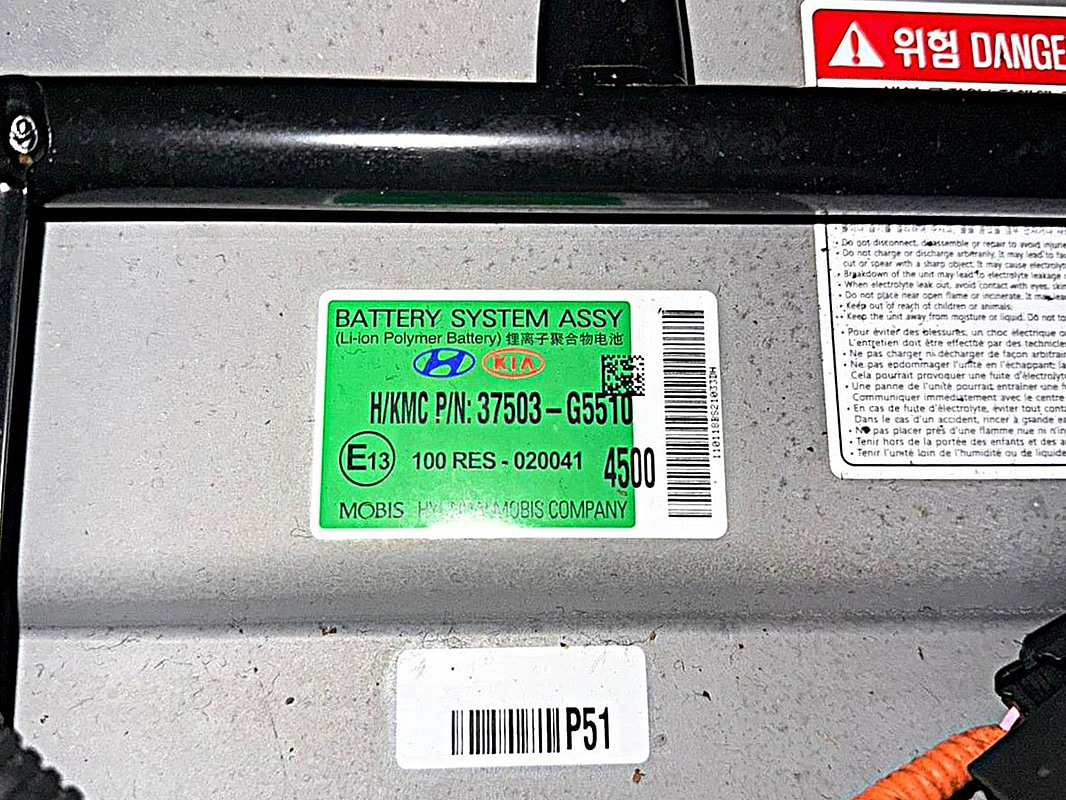 위험 DANGE
• Do not disconnect, disassemble or repair to avoid injurie
• Do not charge or discharge arbitrarily. It may lead to fau
cut or spear with a sharp object. It may cause electrolyt
• Breakdown of the unit may lead to electrolyte leakage
• When electrolyte leak out, avoid contact with eyes, skin
• Do not place near open flame or incinerate. It may lea
• Keep out of reach of children or animals.
• Keep the unit away from moisture or liquid. Do not to
Pour éviter des blessures, un choc électrique ou
L'entretien doit être effectué par des technicien
• Ne pas charger ni décharger de façon arbitrair
• Ne pas endommager l'unité en l'échappant, la
Cela pourrait provoquer une fuite d'électrolyt
• Une panne de l'unité pourrait entraîner une f
Communiquer immédiatement avec le centre
• En cas de fuite d'électrolyte, éviter tout conta
Dans le cas d'un accident, rincer à grande ea
• Ne pas placer près d'une flamme nue ni n'in
• Tenir hors de la portée des enfants et des a
• Tenir l'unité loin de l'humidité ou de liquide
BATTERY SYSTEM ASSY
(Li-ion Polymer Battery) 锂离子聚合物电池
KIA
H/KMC P/N: 37503-G5510
E13 100 RES - 020041 4500
MOBIS HYUNDAI MOBIS COMPANY
P51